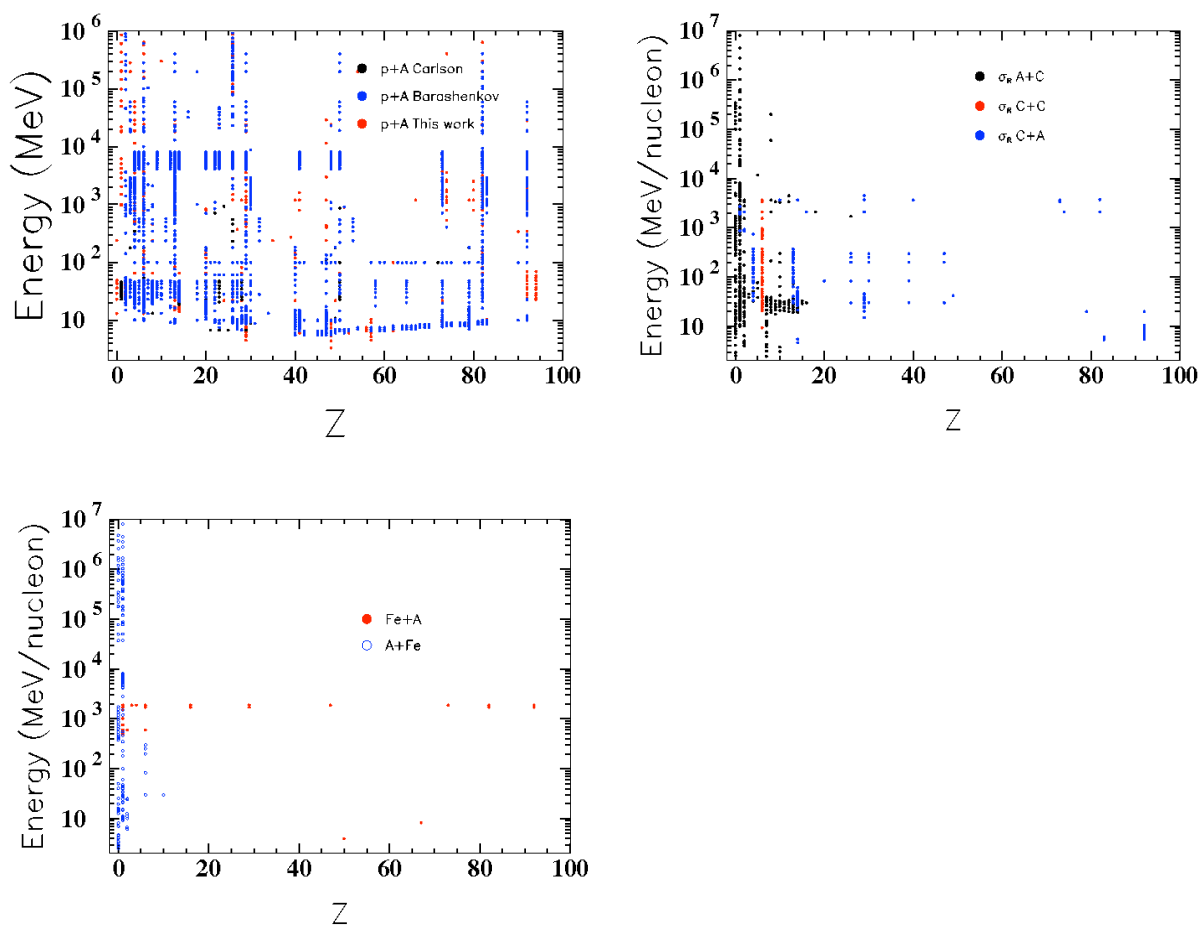 Energy (MeV)
10^6
10^5
10^4
10^3
10^2
10
0 20 40 60 80 100
Z
p+A Carlson
p+A Barashenkov
p+A This work
Energy (MeV/nucleon)
10^7
10^6
10^5
10^4
10^3
10^2
10
0 20 40 60 80 100
Z
σ_R A+C
σ_R C+C
σ_R C+A
Energy (MeV/nucleon)
10^7
10^6
10^5
10^4
10^3
10^2
10
0 20 40 60 80 100
Z
Fe+A
A+Fe